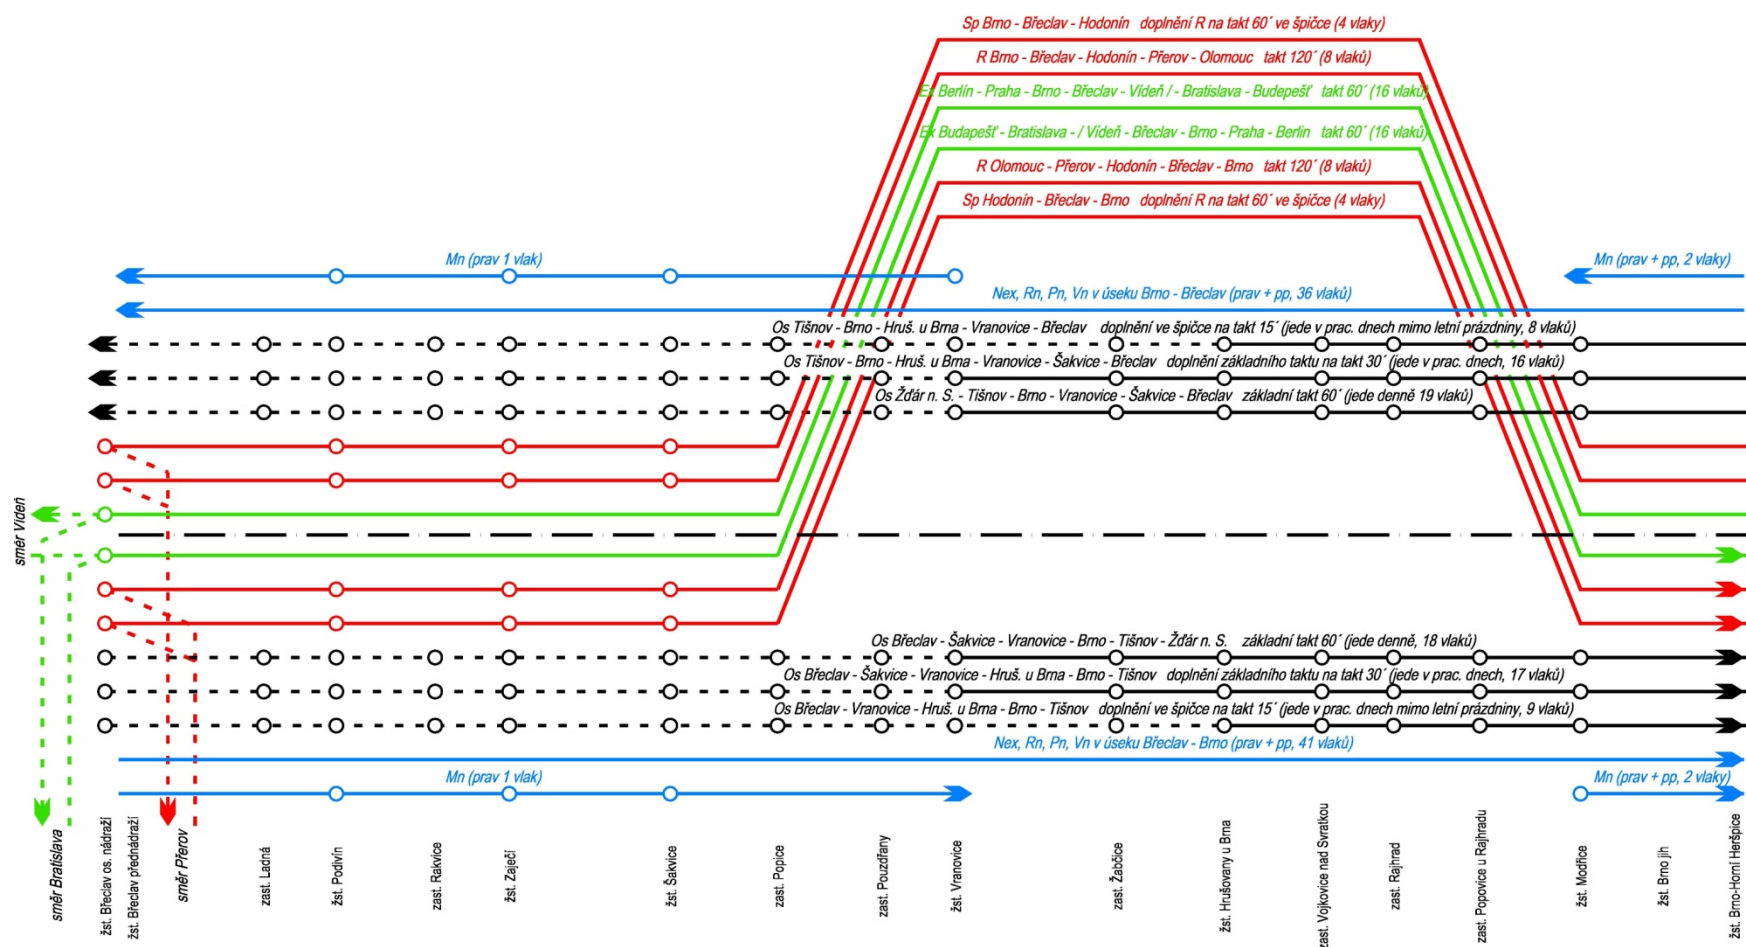 Sp Brno - Břeclav - Hodonín   doplnění R na takt 60´ ve špičce (4 vlaky)
R Brno - Břeclav - Hodonín - Přerov - Olomouc   takt 120´ (8 vlaků)
Ex Berlín - Praha - Brno - Břeclav - Vídeň / - Bratislava - Budepešť   takt 60´ (16 vlaků)
Ex Budapešť - Bratislava - / Vídeň - Břeclav - Brno - Praha - Berlin   takt 60´ (16 vlaků)
R Olomouc - Přerov - Hodonín - Břeclav - Brno   takt 120´ (8 vlaků)
Sp Hodonín - Břeclav - Brno   doplnění R na takt 60´ ve špičce (4 vlaky)
Mn (prav 1 vlak)
Mn (prav + pp, 2 vlaky)
Nex, Rn, Pn, Vn v úseku Brno - Břeclav (prav + pp, 36 vlaků)
Os Tišnov - Brno - Hruš. u Brna - Vranovice - Břeclav   doplnění ve špičce na takt 15´ (jede v prac. dnech mimo letní prázdniny, 8 vlaků)
Os Tišnov - Brno - Hruš. u Brna - Vranovice - Šakvice - Břeclav   doplnění základního taktu na takt 30´ (jede v prac. dnech, 16 vlaků)
Os Žďár n. S. - Tišnov - Brno - Vranovice - Šakvice - Břeclav   základní takt 60´ (jede denně 19 vlaků)
směr Vídeň
Os Břeclav - Šakvice - Vranovice - Brno - Tišnov - Žďár n. S.   základní takt 60´ (jede denně, 18 vlaků)
Os Břeclav - Šakvice - Vranovice - Hruš. u Brna - Brno - Tišnov   doplnění základního taktu na takt 30´ (jede v prac. dnech, 17 vlaků)
Os Břeclav - Vranovice - Hruš. u Brna - Brno - Tišnov   doplnění ve špičce na takt 15´ (jede v prac. dnech mimo letní prázdniny, 9 vlaků)
Nex, Rn, Pn, Vn v úseku Břeclav - Brno (prav + pp, 41 vlaků)
Mn (prav 1 vlak)
Mn (prav + pp, 2 vlaky)
směr Bratislava
žst. Břeclav os. nádraží
žst. Břeclav přednádraží
směr Přerov
zast. Ladná
žst. Podivín
zast. Rakvice
žst. Zaječí
žst. Šakvice
zast. Popice
zast. Pouzdřany
žst. Vranovice
zast. Žabčice
žst. Hrušovany u Brna
zast. Vojkovice nad Svratkou
zast. Rajhrad
zast. Popovice u Rajhradu
žst. Modřice
žst. Brno jih
žst. Brno-Horní Heršpice